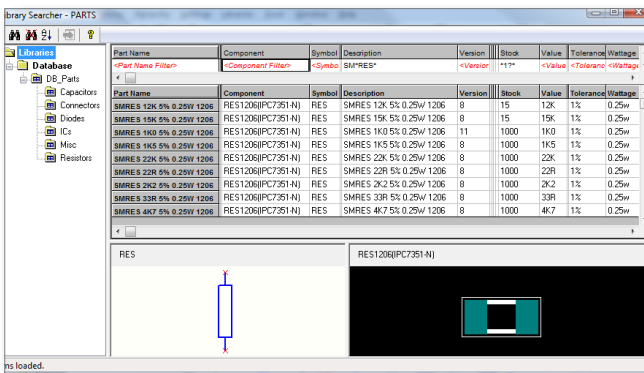 ibrary Searcher - PARTS
Libraries
Database
DB_Parts
Capacitors
Connectors
Diodes
ICs
Misc
Resistors
Part Name Component Symbol Description Version Stock Value Tolerance Wattage
<Part Name Filter> <Component Filter> <Symbo SM*RES* <Version *1?* <Value <Toleranc <Wattag
Part Name Component Symbol Description Version Stock Value Tolerance Wattage
SMRES 12K 5% 0.25W 1206 RES1206(IPC7351-N) RES SMRES 12K 5% 0.25W 1206 8 15 12K 1% 0.25w
SMRES 15K 5% 0.25W 1206 RES1206(IPC7351-N) RES SMRES 15K 5% 0.25W 1206 8 15 15K 1% 0.25w
SMRES 1K0 5% 0.25W 1206 RES1206(IPC7351-N) RES SMRES 1K0 5% 0.25W 1206 11 1000 1K0 1% 0.25w
SMRES 1K5 5% 0.25W 1206 RES1206(IPC7351-N) RES SMRES 1K5 5% 0.25W 1206 8 1000 1K5 1% 0.25w
SMRES 22K 5% 0.25W 1206 RES1206(IPC7351-N) RES SMRES 22K 5% 0.25W 1206 8 1000 22K 1% 0.25w
SMRES 22R 5% 0.25W 1206 RES1206(IPC7351-N) RES SMRES 22R 5% 0.25W 1206 8 1000 22R 1% 0.25w
SMRES 2K2 5% 0.25W 1206 RES1206(IPC7351-N) RES SMRES 2K2 5% 0.25W 1206 8 1000 2K2 1% 0.25w
SMRES 33R 5% 0.25W 1206 RES1206(IPC7351-N) RES SMRES 33R 5% 0.25W 1206 8 1000 33R 1% 0.25w
SMRES 4K7 5% 0.25W 1206 RES1206(IPC7351-N) RES SMRES 4K7 5% 0.25W 1206 8 1000 4K7 1% 0.25w
RES
RES1206(IPC7351-N)
ms loaded.